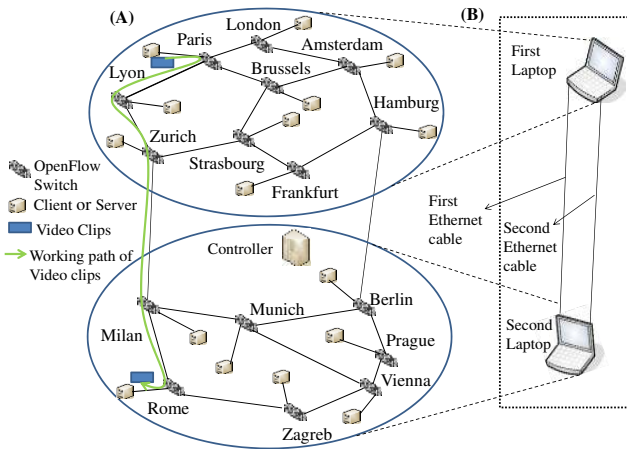 (A)
(B)
London
Paris
Amsterdam
Brussels
Lyon
Hamburg
Zurich
Strasbourg
Frankfurt
OpenFlow
Switch
Client or Server
Video Clips
Working path of
Video clips
Controller
Berlin
Munich
Milan
Prague
Vienna
Rome
Zagreb
First
Laptop
First
Ethernet
cable
Second
Ethernet
cable
Second
Laptop